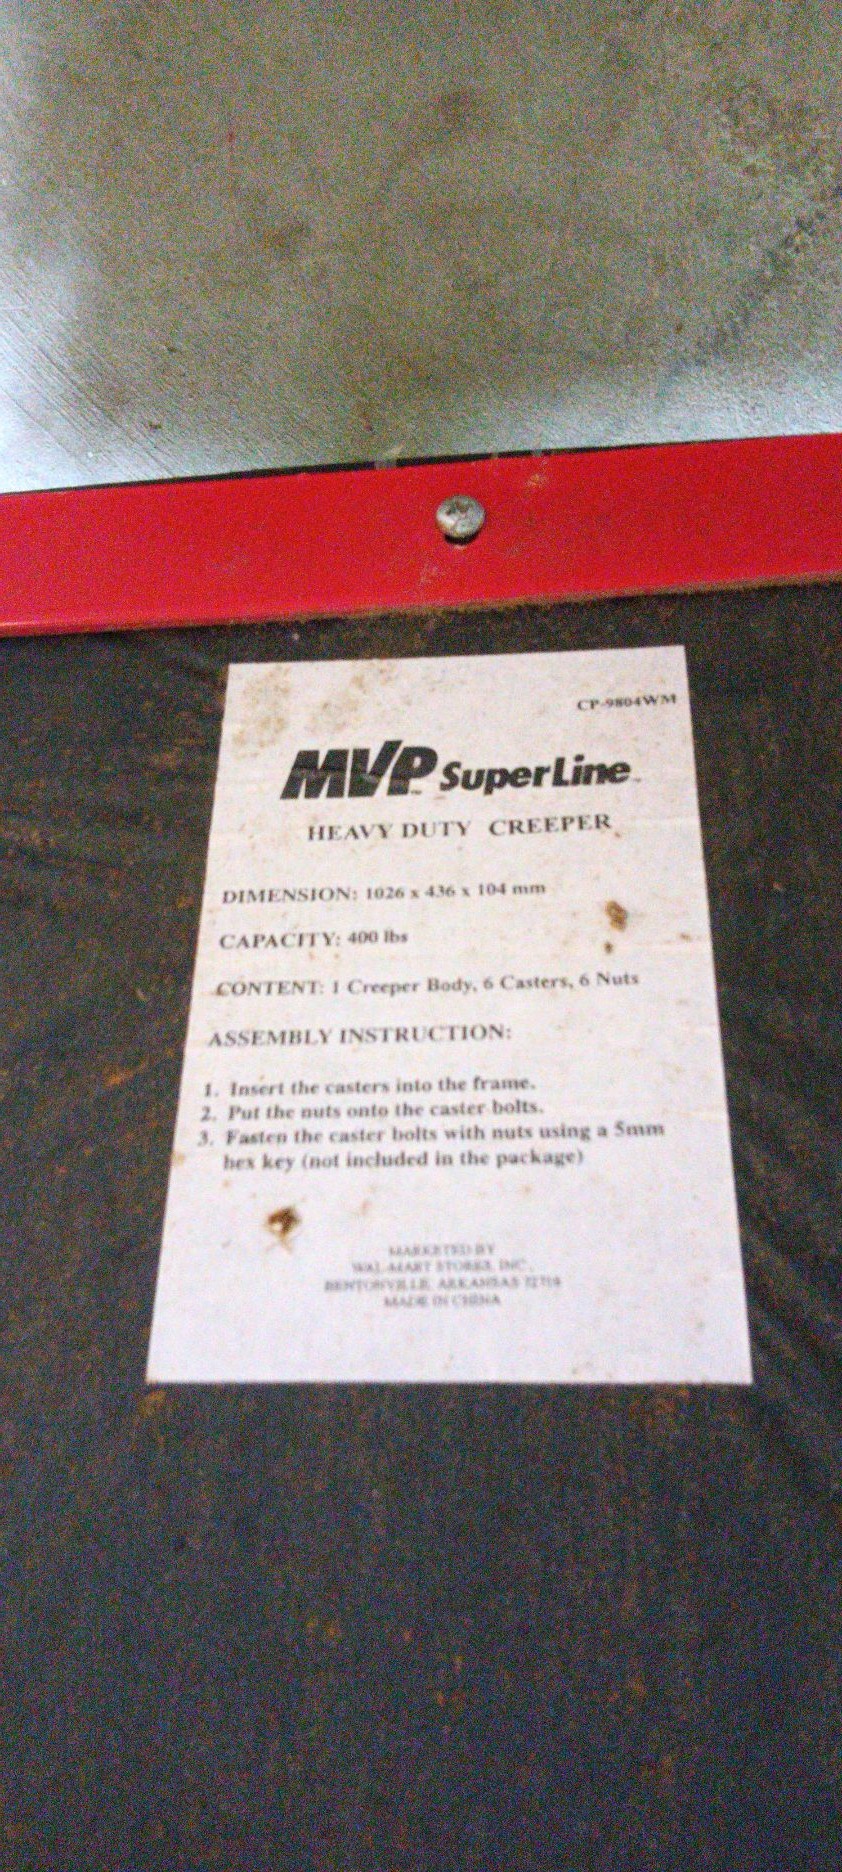 CP-9804WM
MVP™ SuperLine™
HEAVY DUTY CREEPER
DIMENSION: 1026 x 436 x 104 mm
CAPACITY: 400 lbs
CONTENT: 1 Creeper Body, 6 Casters, 6 Nuts
ASSEMBLY INSTRUCTION:
1. Insert the casters into the frame.
2. Put the nuts onto the caster bolts.
3. Fasten the caster bolts with nuts using a 5mm
hex key (not included in the package)
MARKETED BY
WAL-MART STORES, INC.
BENTONVILLE, ARKANSAS
MADE IN CHINA